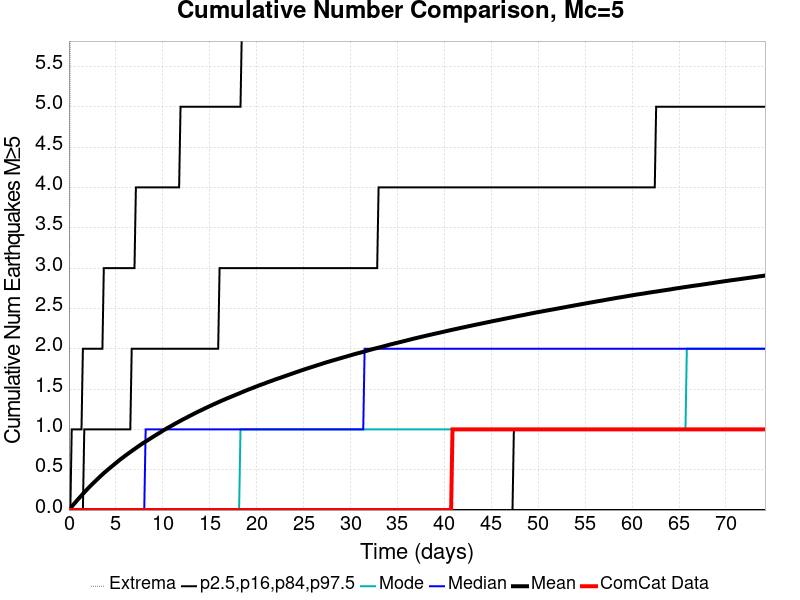 Cumulative Number Comparison, Mc=5
Cumulative Num Earthquakes M≥5
5.5
5.0
4.5
4.0
3.5
3.0
2.5
2.0
1.5
1.0
0.5
0.0
0 5 10 15 20 25 30 35 40 45 50 55 60 65 70
Time (days)
Extrema p2.5,p16,p84,p97.5 Mode Median Mean ComCat Data